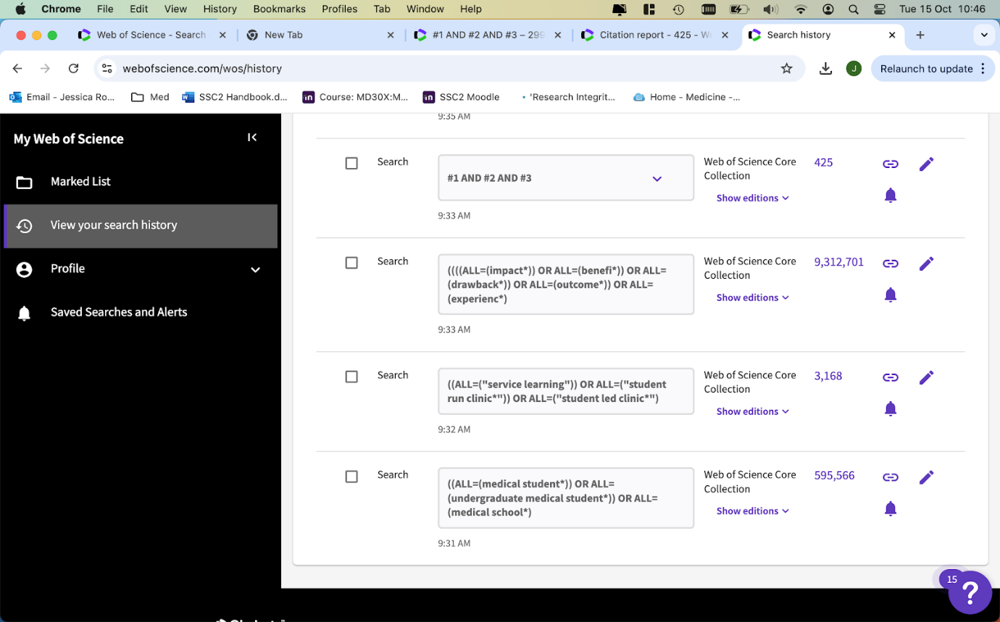 Chrome File Edit View History Bookmarks Profiles Tab Window Help Tue 15 Oct 10:46
Web of Science - Search New Tab #1 AND #2 AND #3 – 299 Citation report - 425 - W Search history
webofscience.com/wos/history J Relaunch to update
Email - Jessica Ro... Med SSC2 Handbook.d... Course: MD30X:M... SSC2 Moodle 'Research Integrit... Home - Medicine -...
My Web of Science
Marked List
View your search history
Profile
Saved Searches and Alerts
9:35 AM
Search
#1 AND #2 AND #3
9:33 AM
Web of Science Core
Collection
Show editions
425
Search
((((ALL=(impact*)) OR ALL=(benefi*)) OR ALL=
(drawback*)) OR ALL=(outcome*)) OR ALL=
(experienc*)
9:33 AM
Web of Science Core
Collection
Show editions
9,312,701
Search
((ALL=("service learning")) OR ALL=("student
run clinic*")) OR ALL=("student led clinic*")
9:32 AM
Web of Science Core
Collection
Show editions
3,168
Search
((ALL=(medical student*)) OR ALL=
(undergraduate medical student*)) OR ALL=
(medical school*)
9:31 AM
Web of Science Core
Collection
Show editions
595,566
15
?